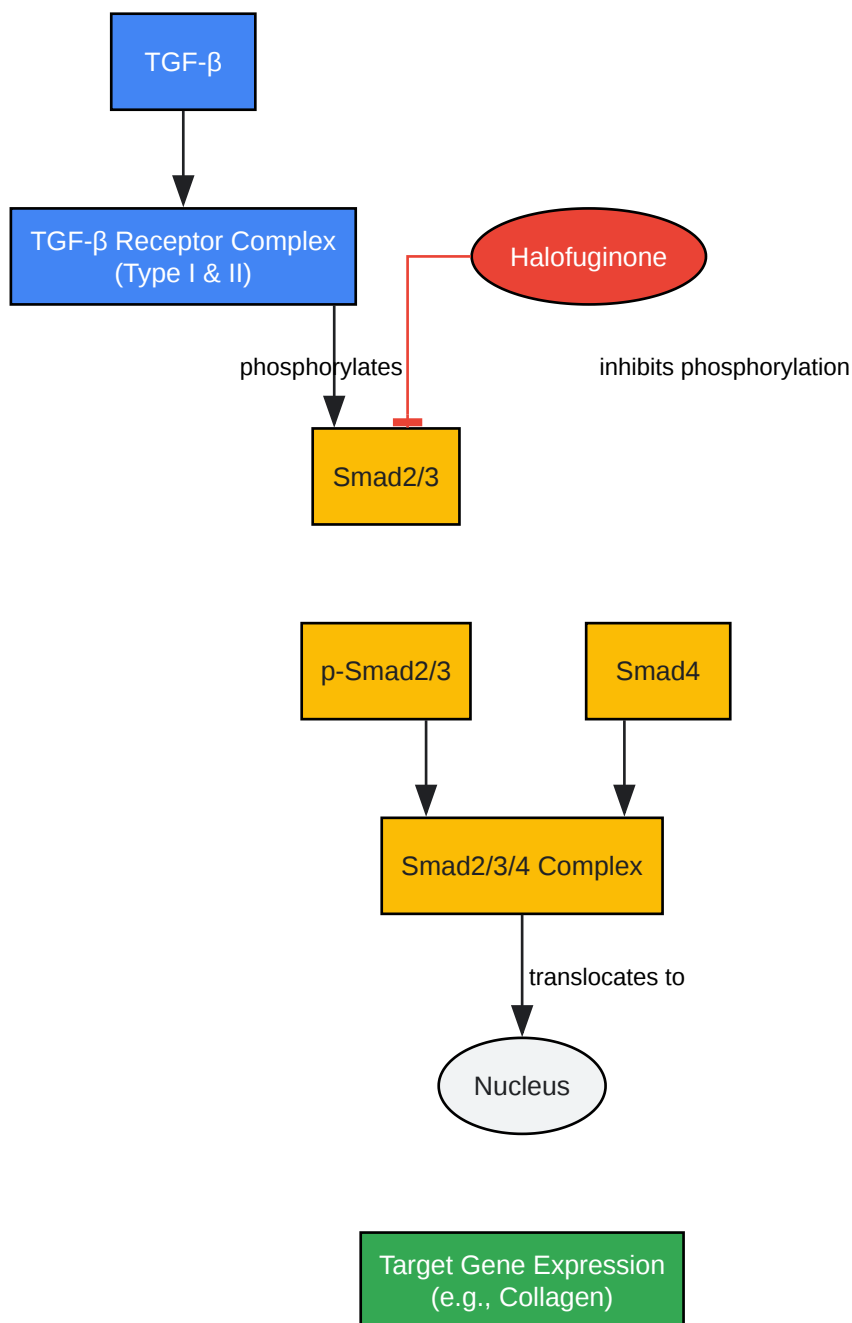 TGF-β
TGF-β Receptor Complex
(Type I & II)
Halofuginone
phosphorylates
inhibits phosphorylation
Smad2/3
p-Smad2/3
Smad4
Smad2/3/4 Complex
translocates to
Nucleus
Target Gene Expression
(e.g., Collagen)